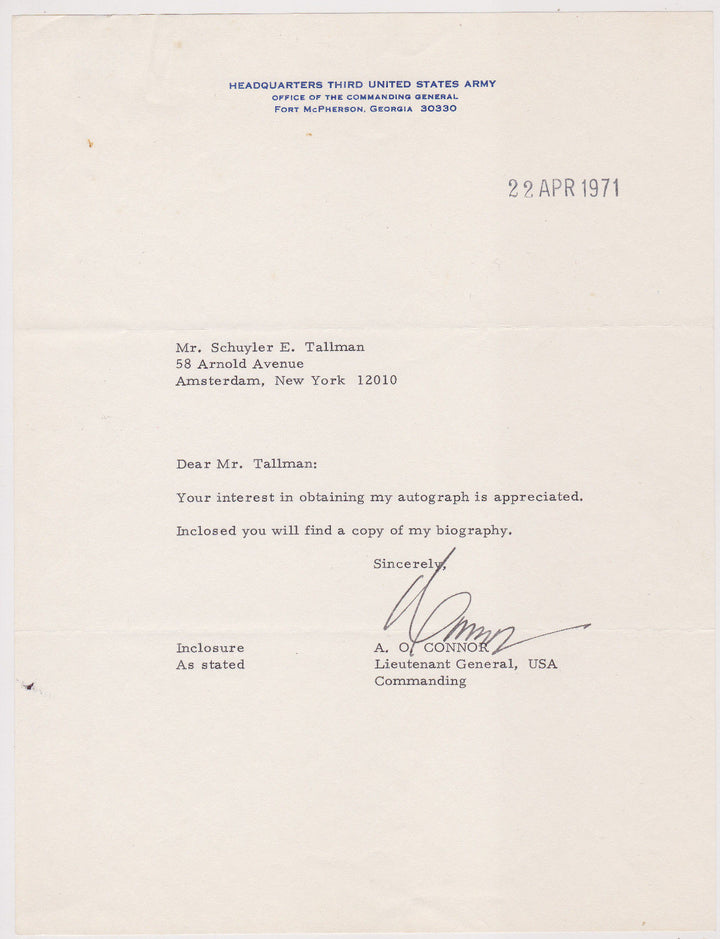 HEADQUARTERS THIRD UNITED STATES ARMY
OFFICE OF THE COMMANDING GENERAL
FORT MCPHERSON, GEORGIA 30330
22 APR 1971
Mr. Schuyler E. Tallman
58 Arnold Avenue
Amsterdam, New York 12010
Dear Mr. Tallman:
Your interest in obtaining my autograph is appreciated.
Inclosed you will find a copy of my biography.
Sincerely,
Connor
Inclosure A. O. CONNOR
As stated Lieutenant General, USA
Commanding